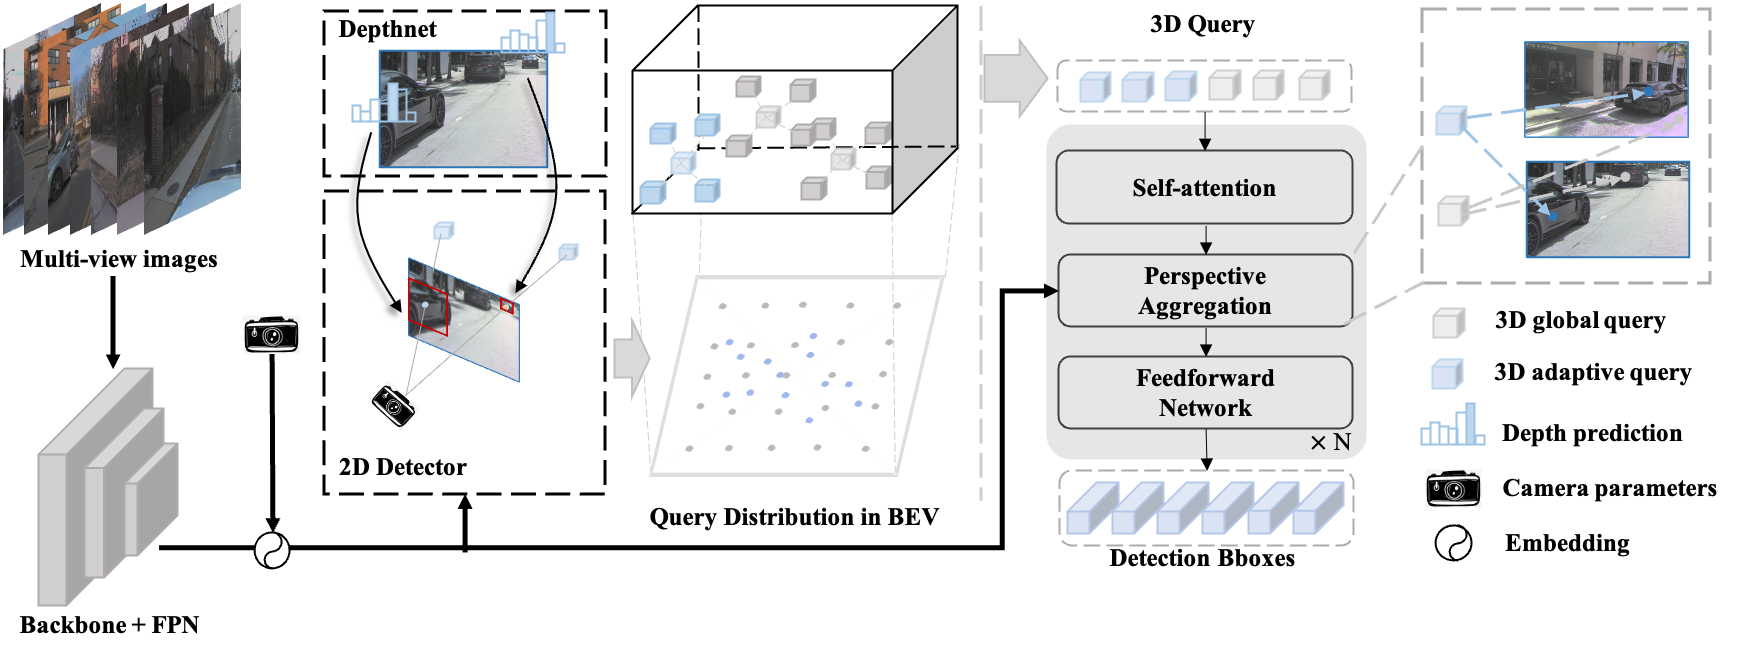 Multi-view images
Backbone + FPN
Depthnet
2D Detector
Query Distribution in BEV
3D Query
Self-attention
Perspective
Aggregation
Feedforward
Network
× N
Detection Bboxes
3D global query
3D adaptive query
Depth prediction
Camera parameters
Embedding